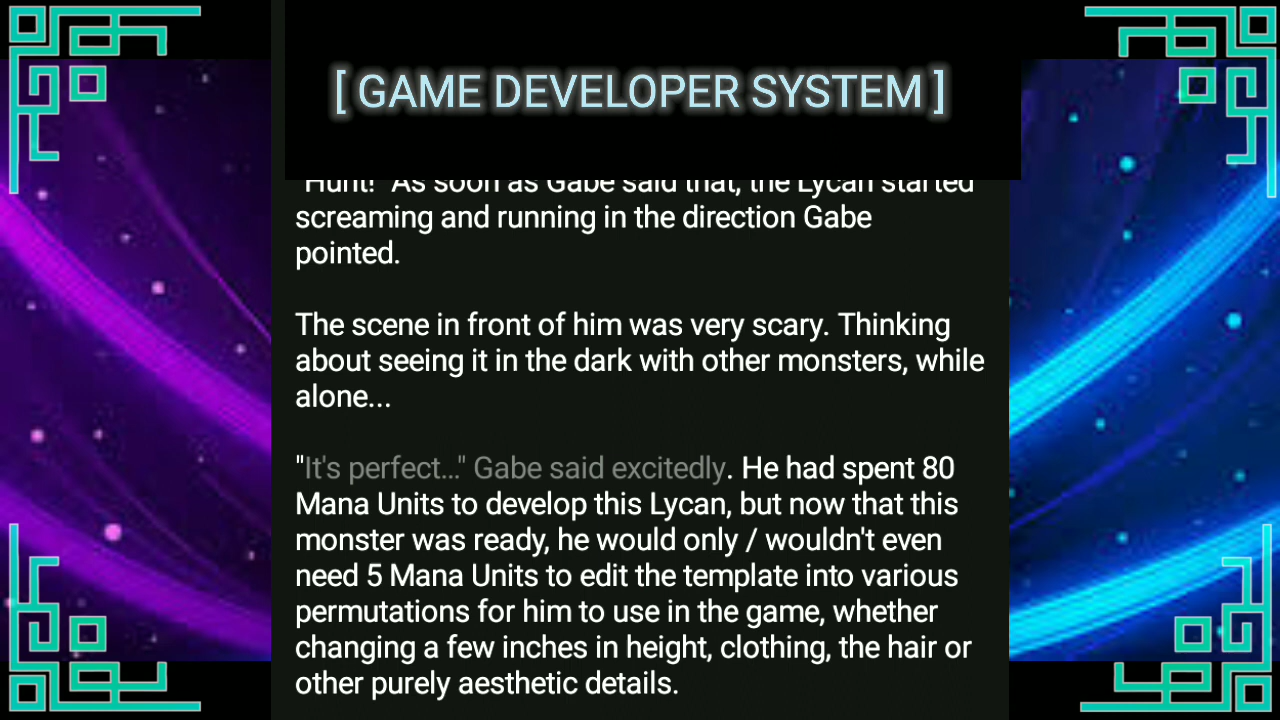 [ GAME DEVELOPER SYSTEM ]
"Hunt!" As soon as Gabe said that, the Lycan started
screaming and running in the direction Gabe
pointed.
The scene in front of him was very scary. Thinking
about seeing it in the dark with other monsters, while
alone...
"It's perfect..." Gabe said excitedly. He had spent 80
Mana Units to develop this Lycan, but now that this
monster was ready, he would only / wouldn't even
need 5 Mana Units to edit the template into various
permutations for him to use in the game, whether
changing a few inches in height, clothing, the hair or
other purely aesthetic details.